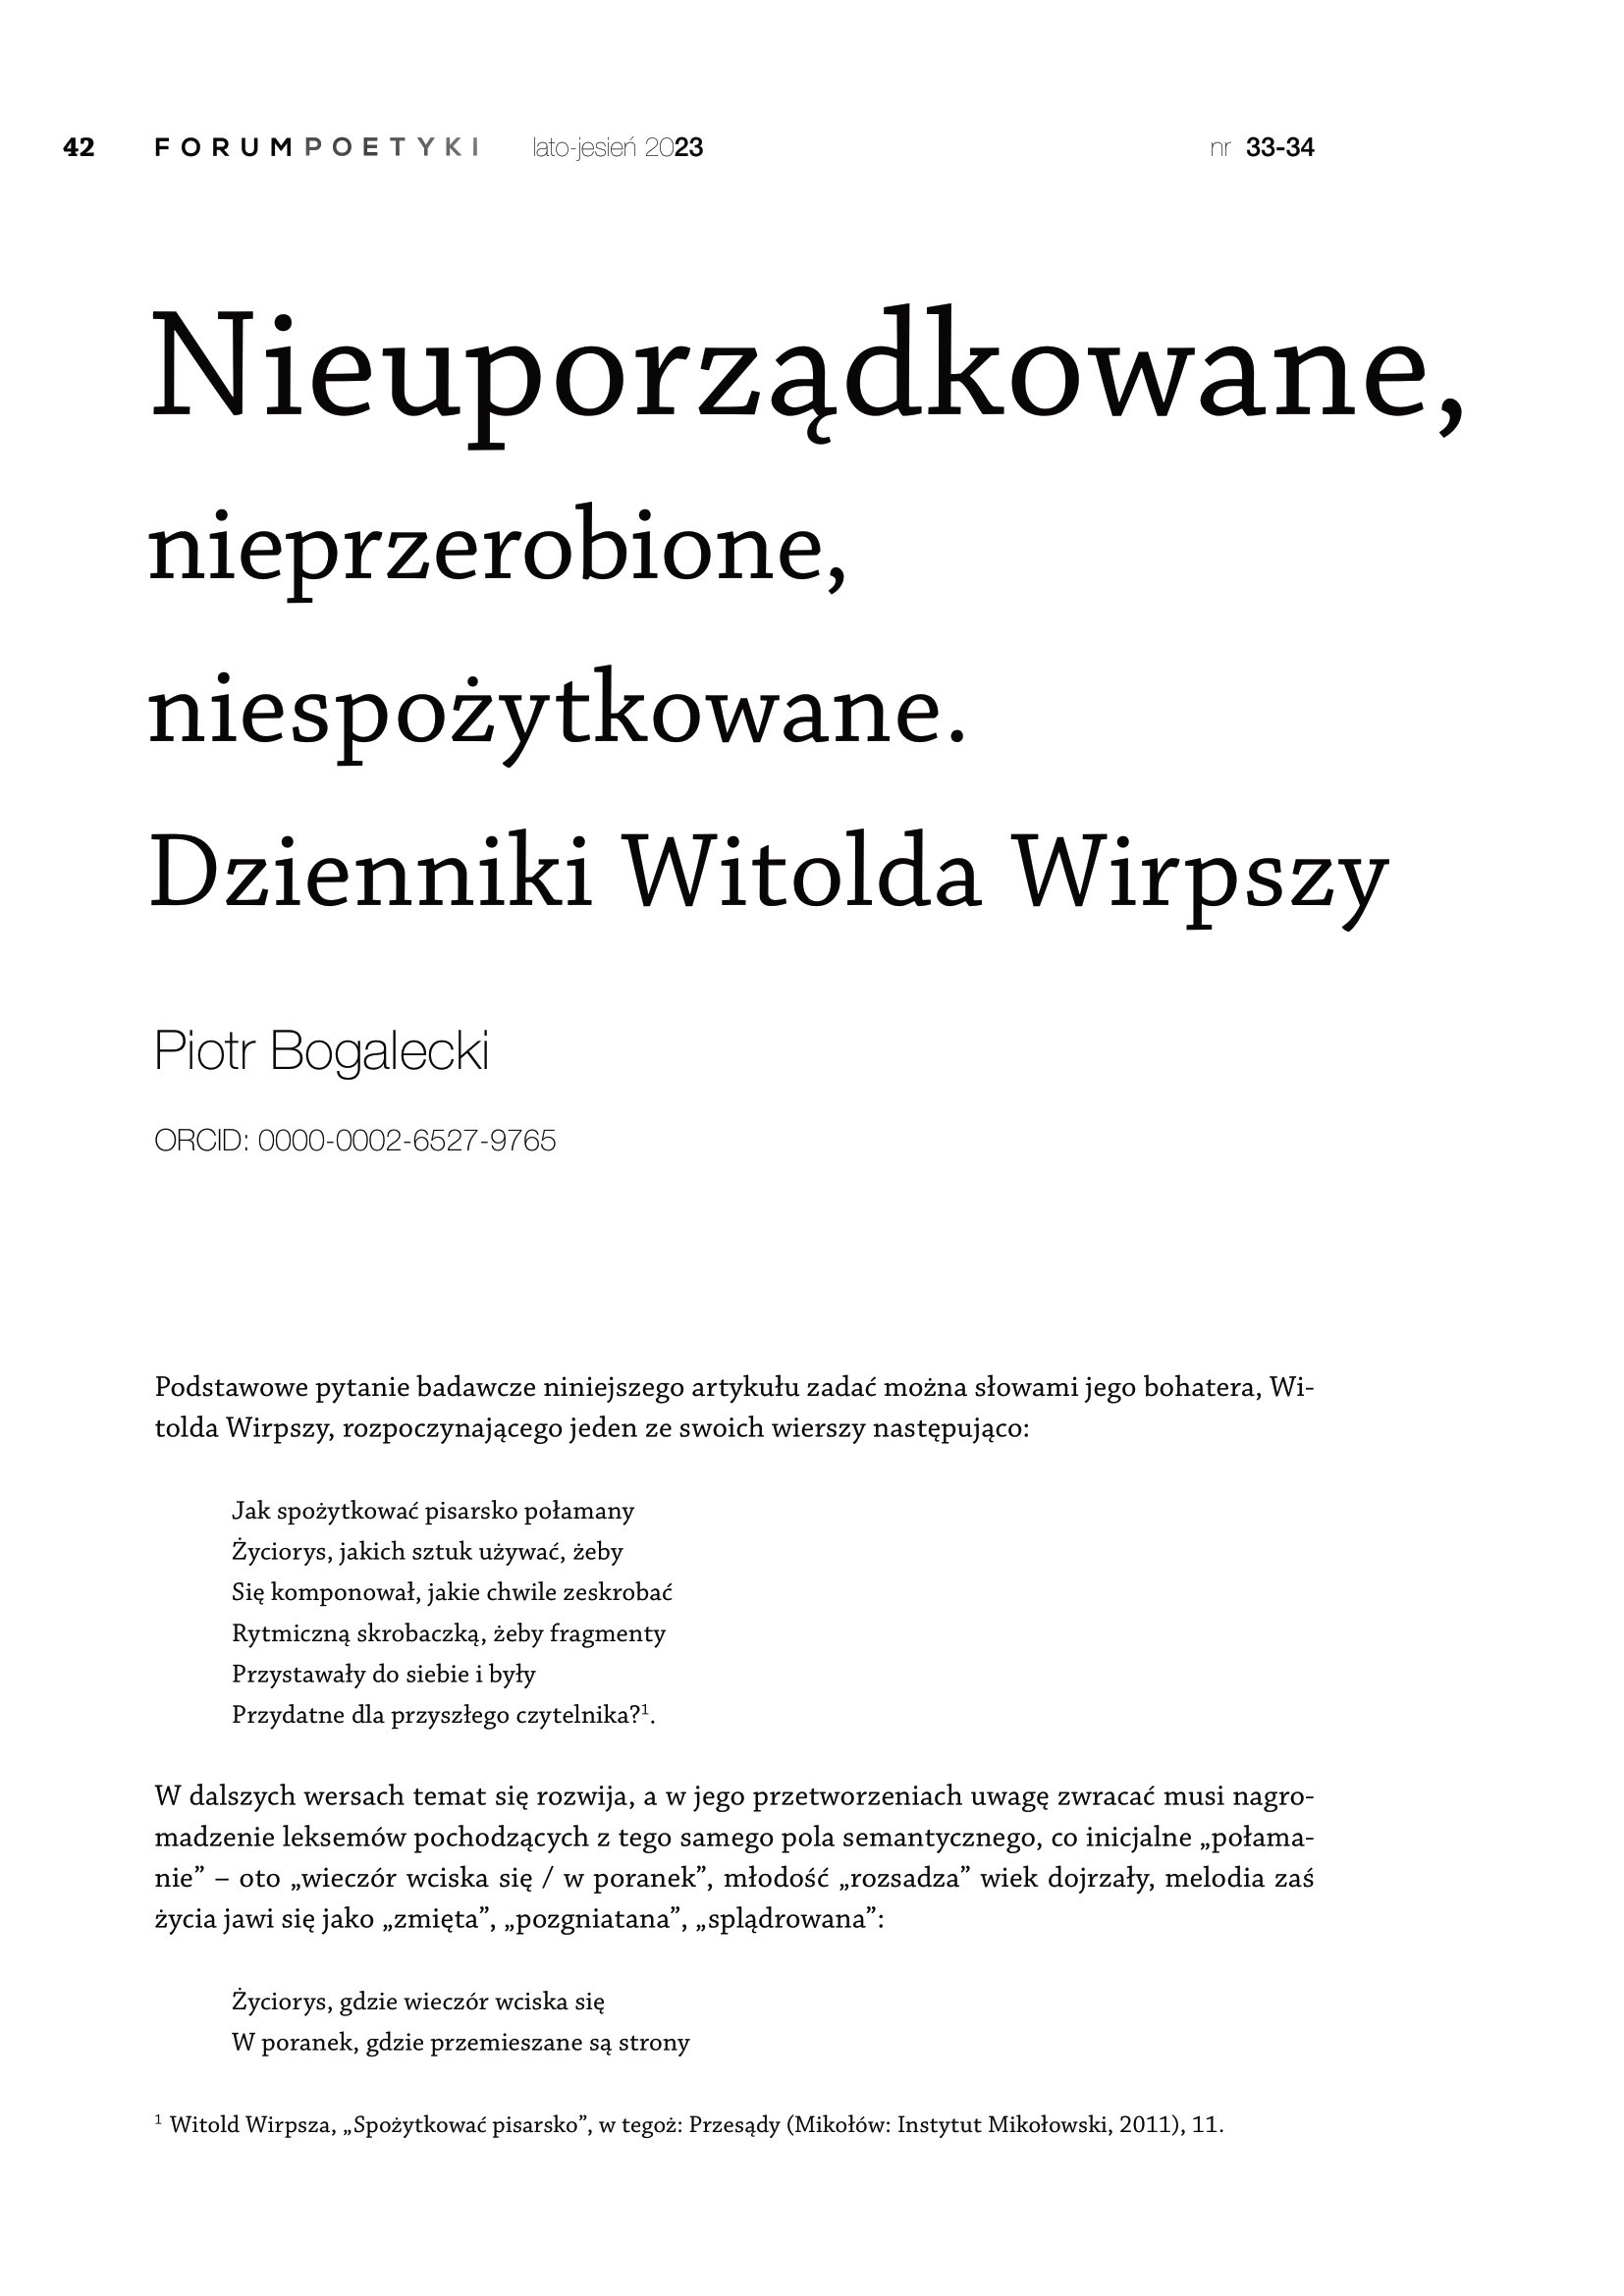 42 FORUMPOETYKI lato-jesień 2023 nr 33-34
Nieuporządkowane,
nieprzerobione,
niespożytkowane.
Dzienniki Witolda Wirpszy
Piotr Bogalecki
ORCID: 0000-0002-6527-9765
Podstawowe pytanie badawcze niniejszego artykułu zadać można słowami jego bohatera, Wi-
tolda Wirpszy, rozpoczynającego jeden ze swoich wierszy następująco:
Jak spożytkować pisarsko połamany
Życiorys, jakich sztuk używać, żeby
Się komponował, jakie chwile zeskrobać
Rytmiczną skrobaczką, żeby fragmenty
Przystawały do siebie i były
Przydatne dla przyszłego czytelnika?¹.
W dalszych wersach temat się rozwija, a w jego przetworzeniach uwagę zwracać musi nagro-
madzenie leksemów pochodzących z tego samego pola semantycznego, co inicjalne „połama-
nie” – oto „wieczór wciska się / w poranek”, młodość „rozsadza” wiek dojrzały, melodia zaś
życia jawi się jako „zmięta”, „pozgniatana”, „splądrowana”:
Życiorys, gdzie wieczór wciska się
W poranek, gdzie przemieszane są strony
¹ Witold Wirpsza, „Spożytkować pisarsko”, w tegoż: Przesądy (Mikołów: Instytut Mikołowski, 2011), 11.